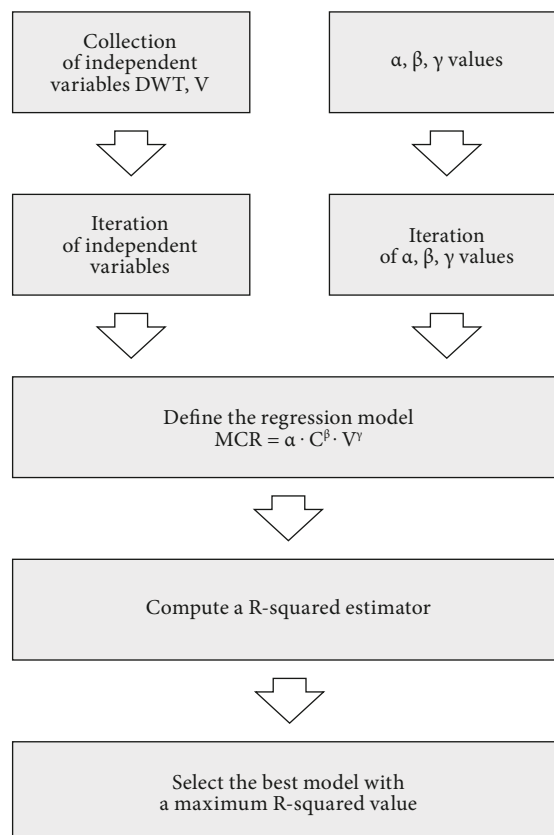 Collection
of independent
variables DWT, V
α, β, γ values
Iteration
of independent
variables
Iteration
of α, β, γ values
Define the regression model
MCR = α · C^β · V^γ
Compute a R-squared estimator
Select the best model with
a maximum R-squared value